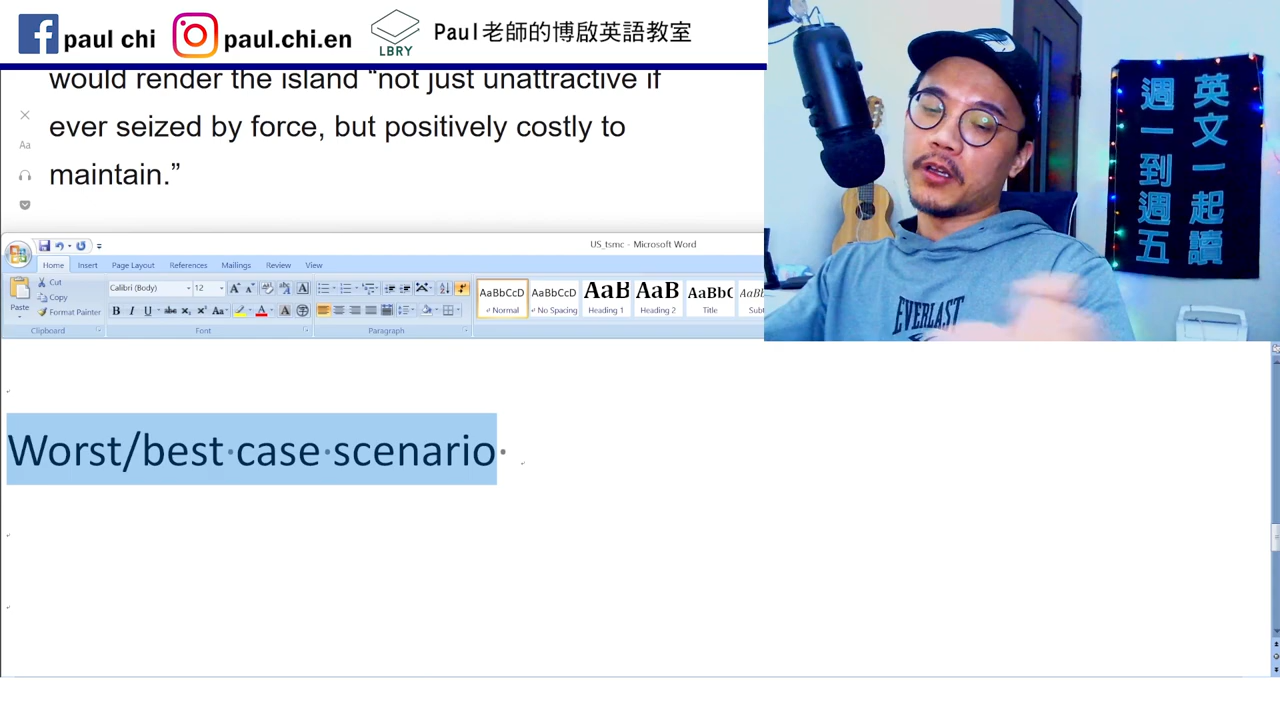 paul chi
paul.chi.en
LBRY
Paul老師的博啟英語教室
would render the island “not just unattractive if
ever seized by force, but positively costly to
maintain.”
Aa
US_tsmc - Microsoft Word
Home Insert Page Layout References Mailings Review View
Paste
Cut
Copy
Format Painter
Clipboard
Calibri (Body) 12
Font
Paragraph
AaBbCcD AaBbCcD AaB AaB AaBbC AaB
Normal No Spacing Heading 1 Heading 2 Title Subt
Worst/best case scenario
英文一起讀
週一到週五
EVERLAST